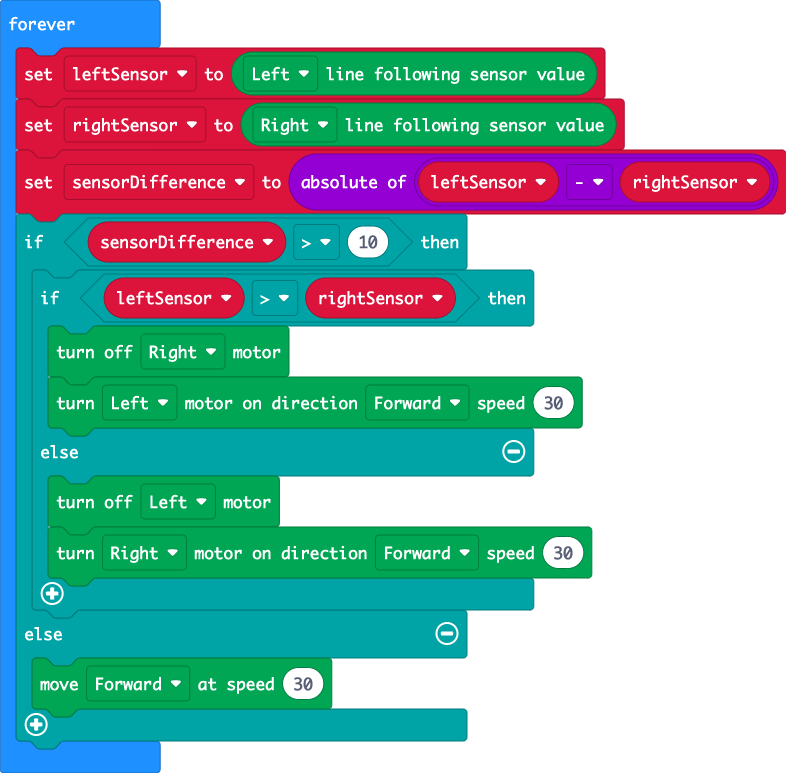 forever
set leftSensor to Left line following sensor value
set rightSensor to Right line following sensor value
set sensorDifference to absolute of leftSensor - rightSensor
if sensorDifference > 10 then
if leftSensor > rightSensor then
turn off Right motor
turn Left motor on direction Forward speed 30
else
turn off Left motor
turn Right motor on direction Forward speed 30
else
move Forward at speed 30